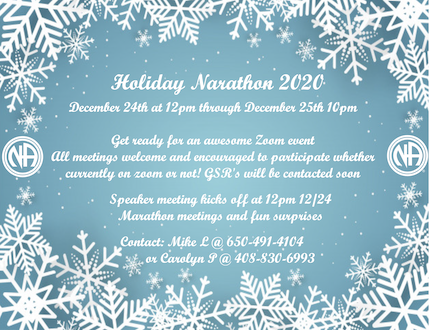 Holiday Narathon 2020
December 24th at 12pm through December 25th 10pm
Get ready for an awesome Zoom event
All meetings welcome and encouraged to participate whether
currently on zoom or not! GSR's will be contacted soon
Speaker meeting kicks off at 12pm 12/24
Marathon meetings and fun surprises
Contact: Mike L @ 650-491-4104
or Carolyn P @ 408-830-6993
NA
NA